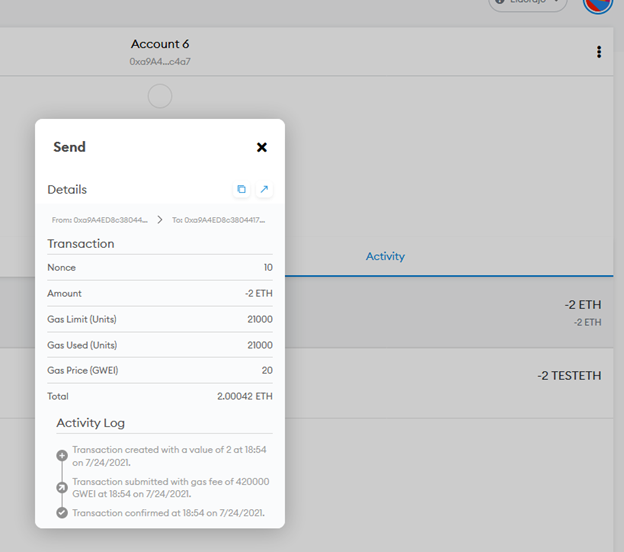 Account 6
0xa9A4...c4a7
Send
Details
From: 0xa9A4ED8c38044... > To: 0xa9A4ED8c3804417...
Transaction
Nonce 10
Amount -2 ETH
Gas Limit (Units) 21000
Gas Used (Units) 21000
Gas Price (GWEI) 20
Total 2.00042 ETH
Activity Log
Transaction created with a value of 2 at 18:54
on 7/24/2021.
Transaction submitted with gas fee of 420000
GWEI at 18:54 on 7/24/2021.
Transaction confirmed at 18:54 on 7/24/2021.
Activity
-2 ETH
-2 ETH
-2 TESTETH